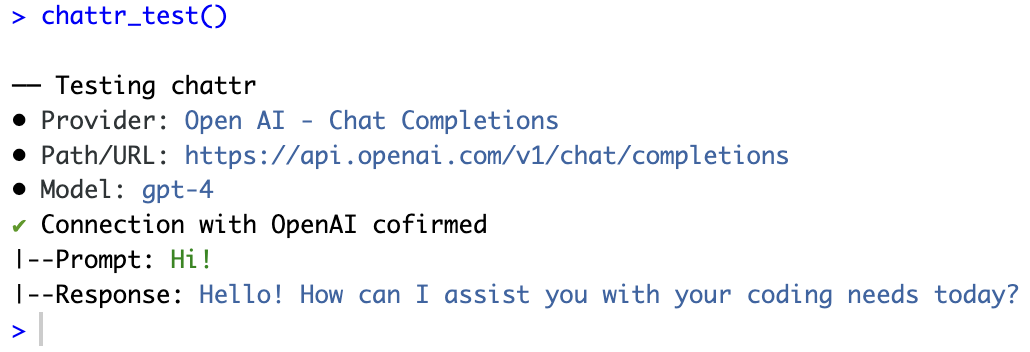 > chattr_test()
── Testing chattr
• Provider: Open AI - Chat Completions
• Path/URL: https://api.openai.com/v1/chat/completions
• Model: gpt-4
✔ Connection with OpenAI cofirmed
|--Prompt: Hi!
|--Response: Hello! How can I assist you with your coding needs today?
>